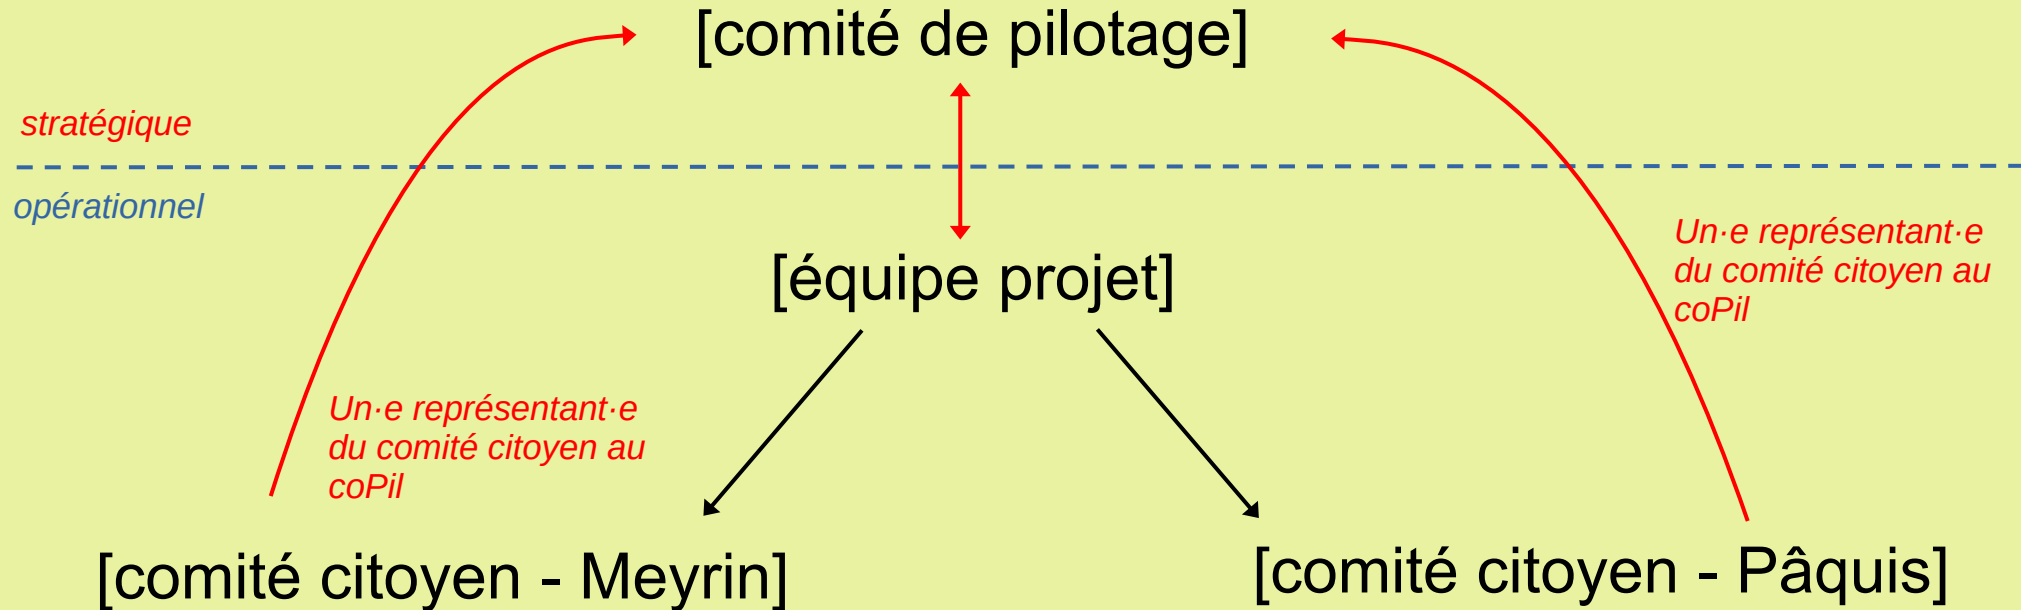 [comité de pilotage]
stratégique
opérationnel
[équipe projet]
Un·e représentant·e
du comité citoyen au
coPil
Un·e représentant·e
du comité citoyen au
coPil
[comité citoyen - Meyrin]
[comité citoyen - Pâquis]